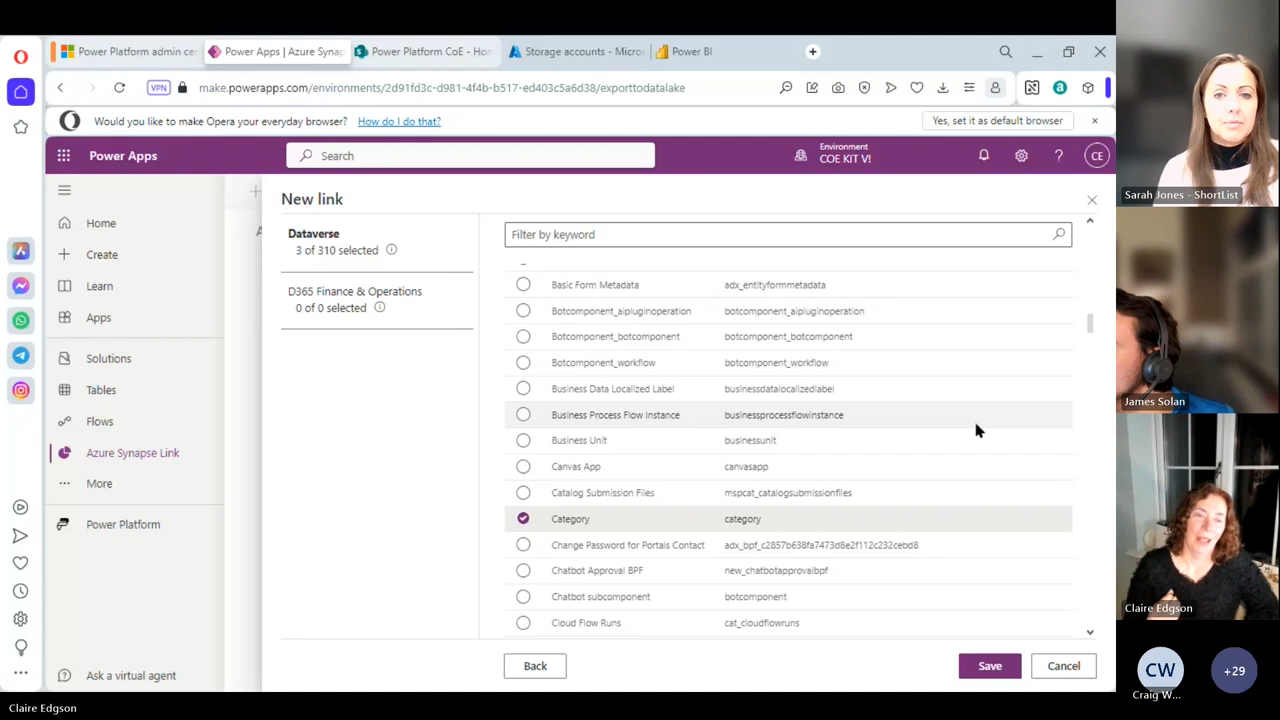 Power Platform admin cen
Power Apps | Azure Synap
Power Platform CoE - Hom
Storage accounts - Micros
Power BI
VPN
make.powerapps.com/environments/2d91fd3c-d981-4f4b-b517-ed403c5a6d38/exporttodatalake
Would you like to make Opera your everyday browser? How do I do that?
Yes, set it as default browser
Power Apps
Search
Environment
COE KIT V!
CE
Home
Create
Learn
Apps
Solutions
Tables
Flows
Azure Synapse Link
More
Power Platform
Ask a virtual agent
New link
Dataverse
3 of 310 selected
D365 Finance & Operations
0 of 0 selected
Filter by keyword
Basic Form Metadata adx_entityformmetadata
Botcomponent_aipluginoperation botcomponent_aipluginoperation
Botcomponent_botcomponent botcomponent_botcomponent
Botcomponent_workflow botcomponent_workflow
Business Data Localized Label businessdatalocalizedlabel
Business Process Flow Instance businessprocessflowinstance
Business Unit businessunit
Canvas App canvasapp
Catalog Submission Files mspcat_catalogsubmissionfiles
Category category
Change Password for Portals Contact adx_bpf_c2857b638fa7473d8e2f112c232cebd8
Chatbot Approval BPF new_chatbotapprovalbpf
Chatbot subcomponent botcomponent
Cloud Flow Runs cat_cloudflowruns
Back
Save
Cancel
Sarah Jones - ShortList
James Solan
Claire Edgson
CW
Craig W...
+29
Claire Edgson